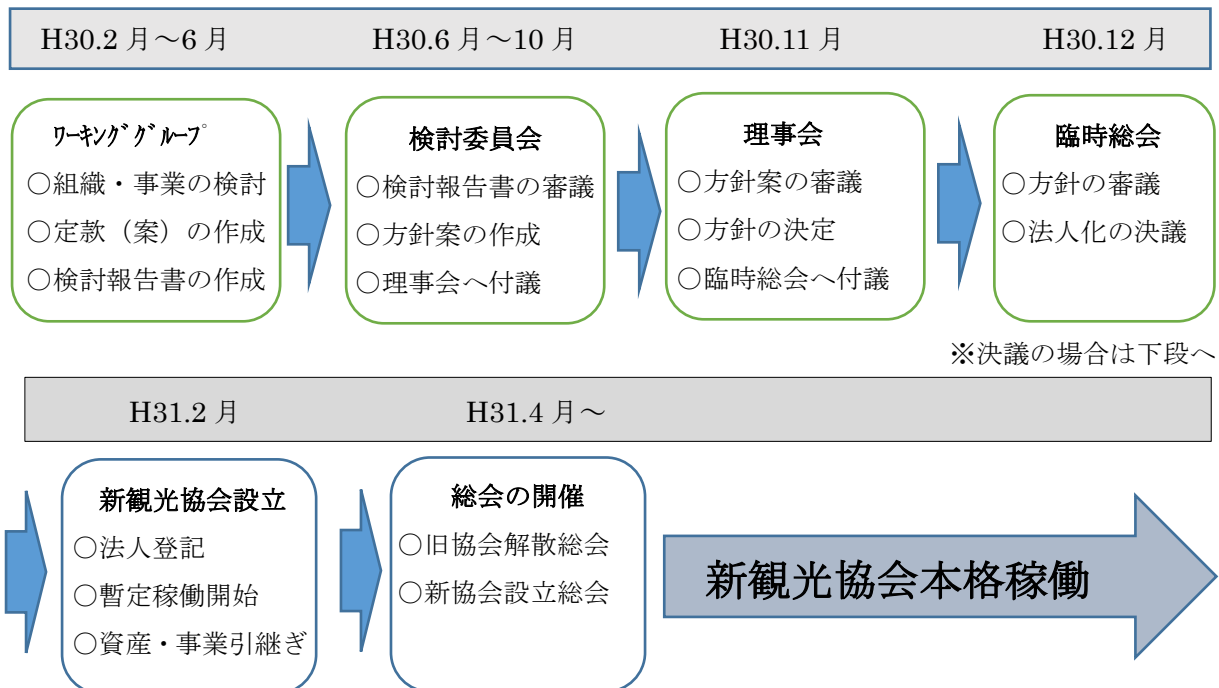 H30.2 月～6 月
H30.6 月～10 月
H30.11 月
H30.12 月
ﾜｰｷﾝｸﾞｸﾞﾙｰﾌﾟ
○組織・事業の検討
○定款（案）の作成
○検討報告書の作成
検討委員会
○検討報告書の審議
○方針案の作成
○理事会へ付議
理事会
○方針案の審議
○方針の決定
○臨時総会へ付議
臨時総会
○方針の審議
○法人化の決議
※決議の場合は下段へ
H31.2 月
H31.4 月～
新観光協会設立
○法人登記
○暫定稼働開始
○資産・事業引継ぎ
総会の開催
○旧協会解散総会
○新協会設立総会
新観光協会本格稼働